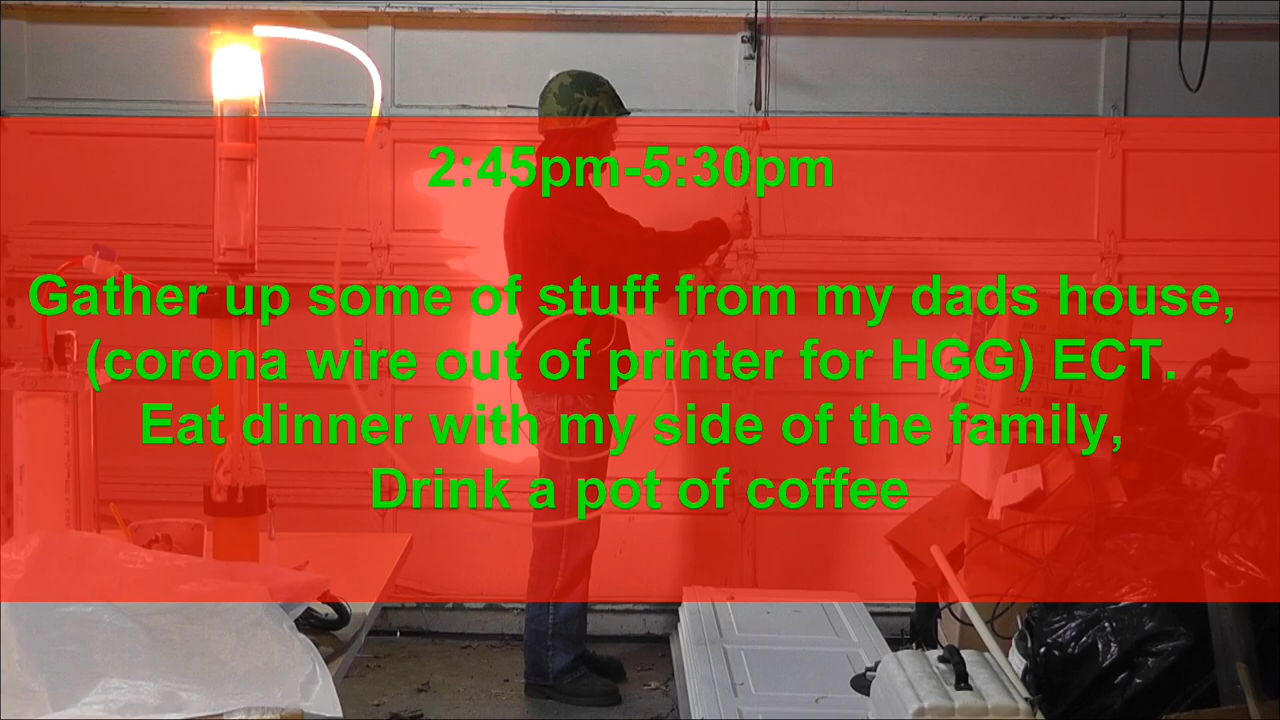 2:45pm-5:30pm
Gather up some of stuff from my dads house,
(corona wire out of printer for HGG) ECT.
Eat dinner with my side of the family,
Drink a pot of coffee